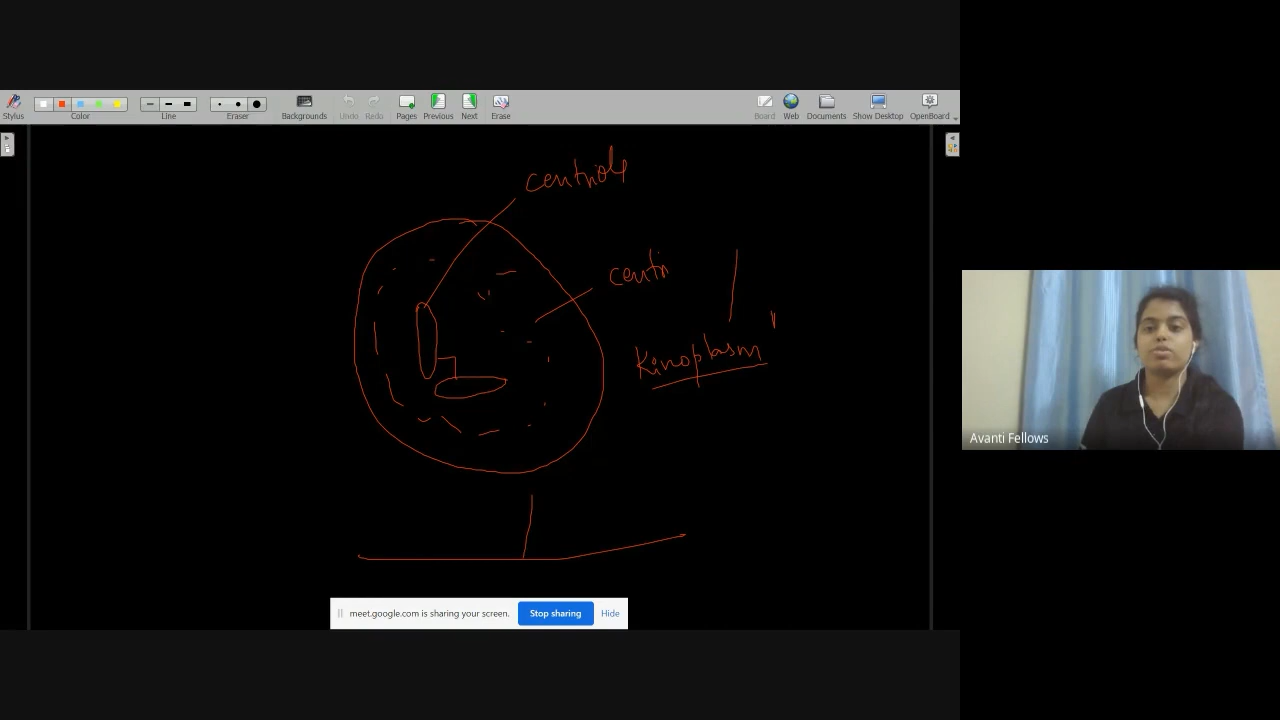 Stylus
Color
Line
Eraser
Backgrounds
Undo
Redo
Pages
Previous
Next
Erase
Board
Web
Documents
Show Desktop
OpenBoard
centriole
centri
Kinoplasm
Avanti Fellows
meet.google.com is sharing your screen.
Stop sharing
Hide